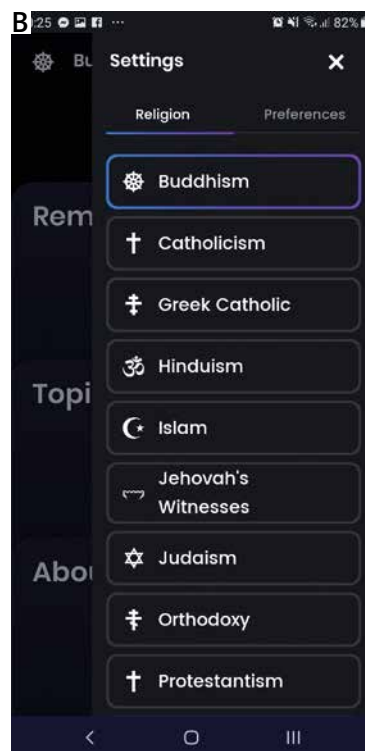 B
:25 82%
Bu Settings
Religion Preferences
Buddhism
Rem
Catholicism
Greek Catholic
Hinduism
Topi
Islam
Jehovah's
Witnesses
Judaism
Abou
Orthodoxy
Protestantism